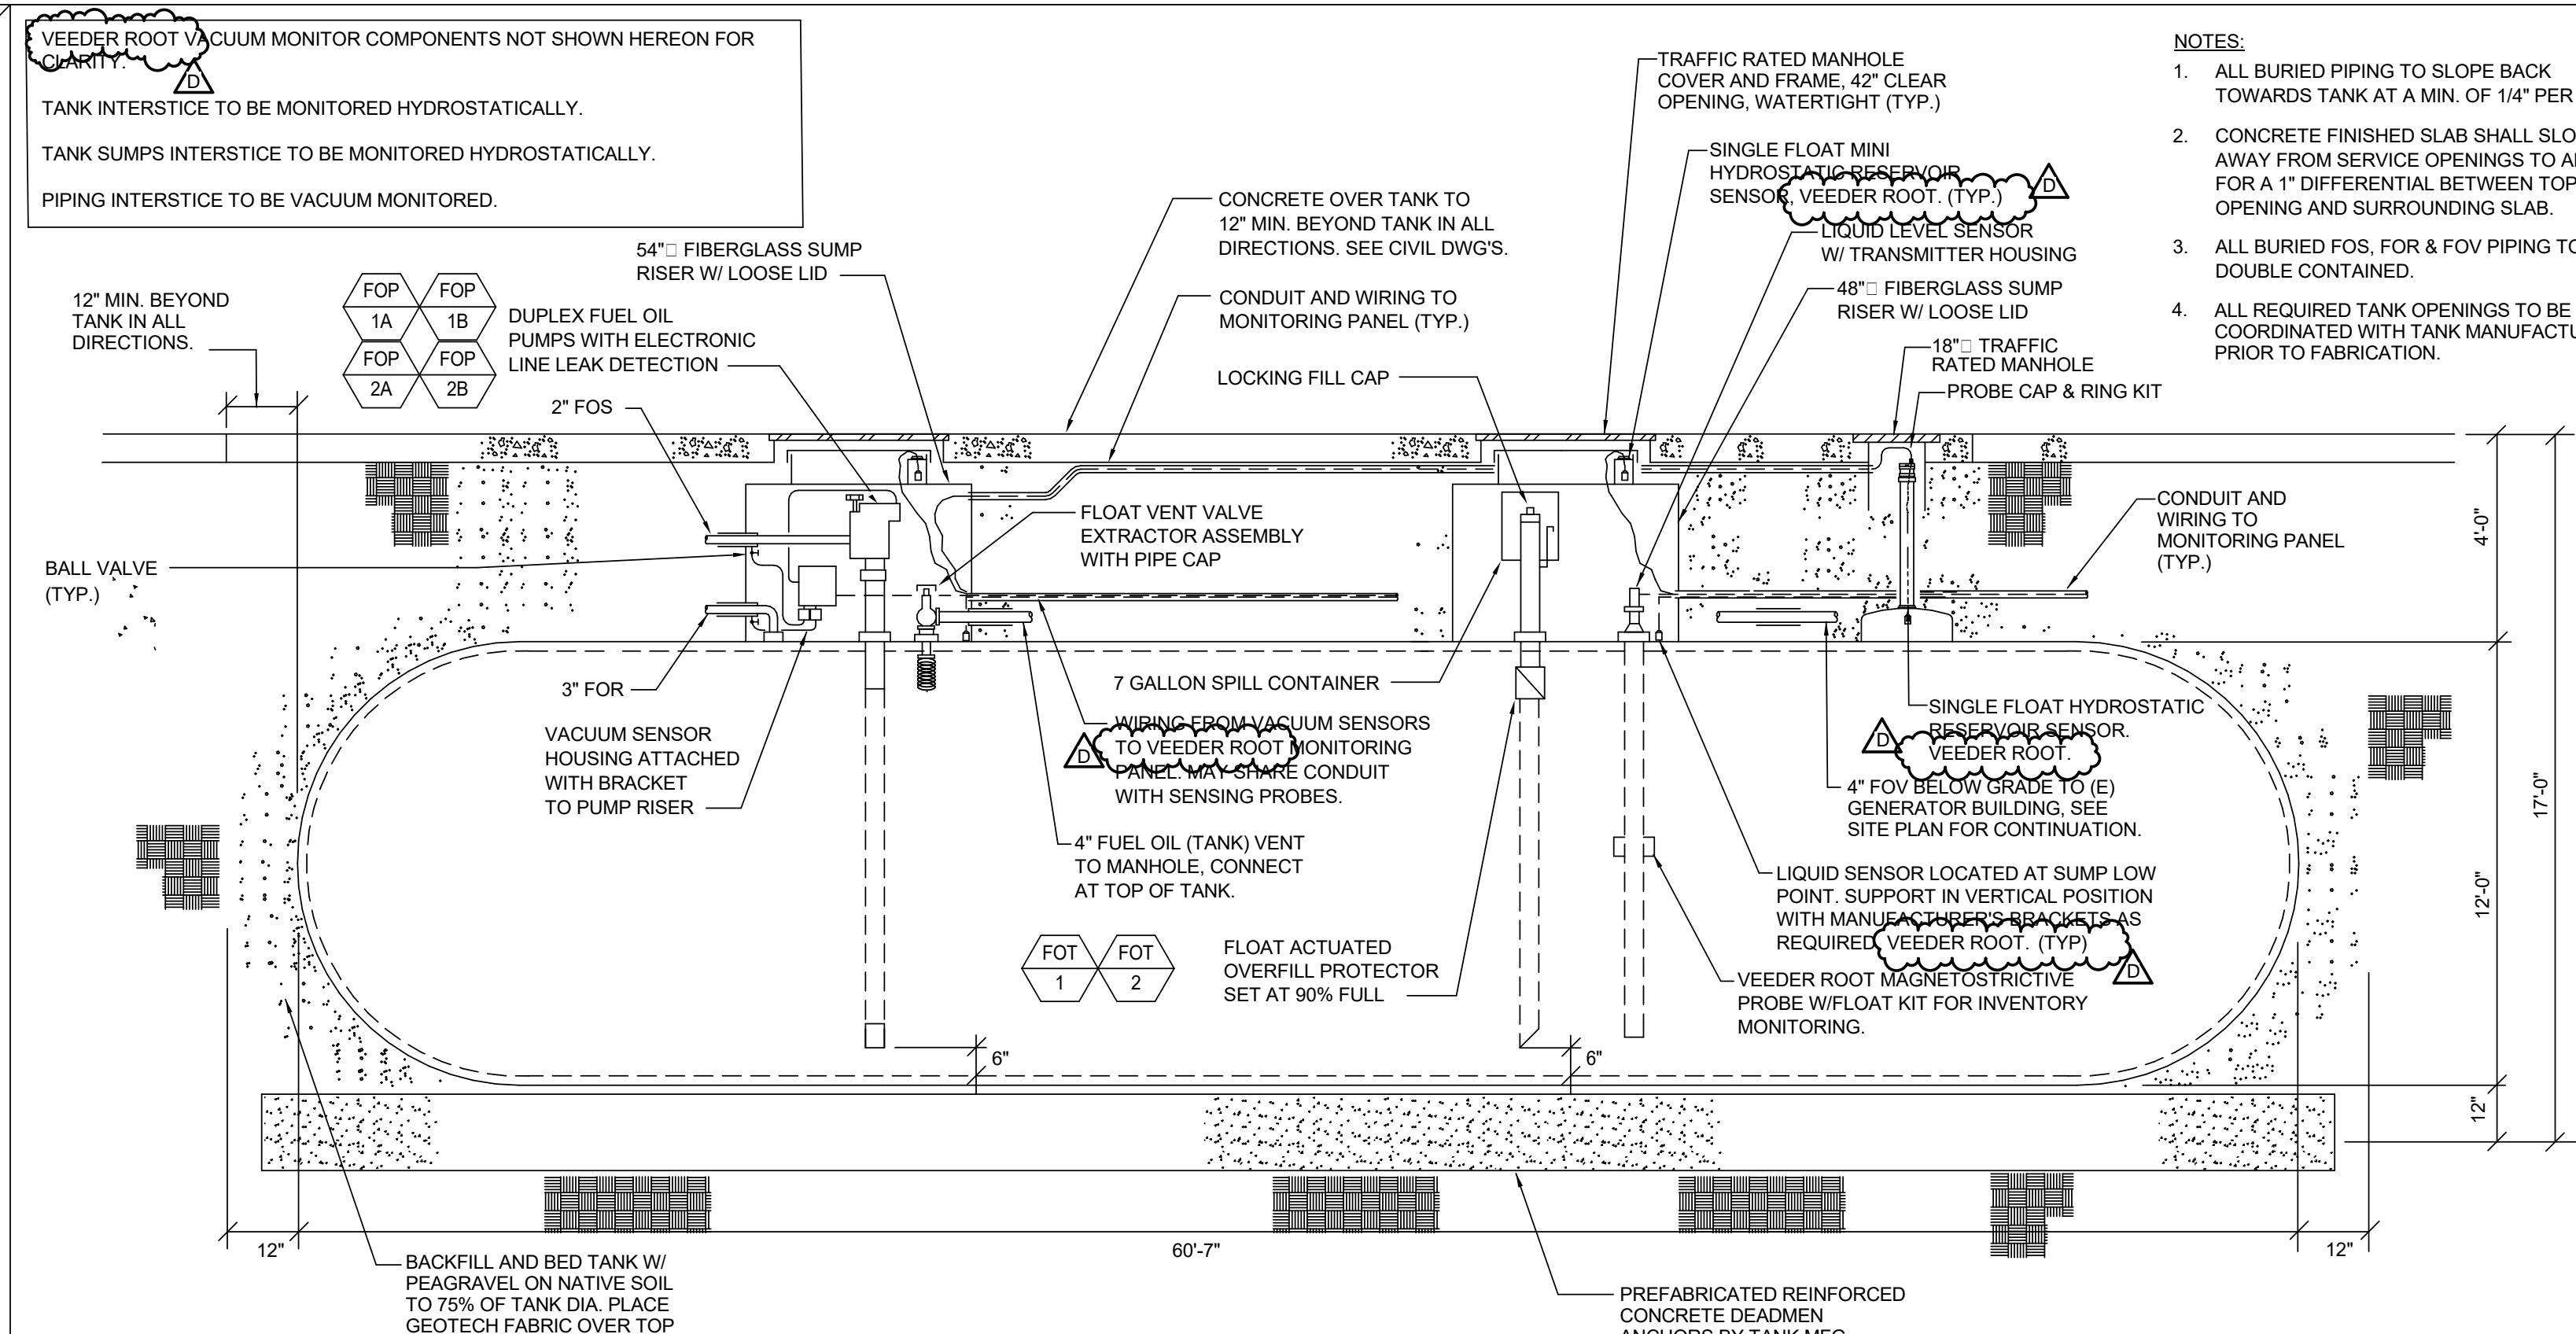 VEEDER ROOT VACUUM MONITOR COMPONENTS NOT SHOWN HEREON FOR
CLARITY.
D
TANK INTERSTICE TO BE MONITORED HYDROSTATICALLY.
TANK SUMPS INTERSTICE TO BE MONITORED HYDROSTATICALLY.
PIPING INTERSTICE TO BE VACUUM MONITORED.
12" MIN. BEYOND
TANK IN ALL
DIRECTIONS.
FOP
1A
FOP
1B
FOP
2A
FOP
2B
54"□ FIBERGLASS SUMP
RISER W/ LOOSE LID
DUPLEX FUEL OIL
PUMPS WITH ELECTRONIC
LINE LEAK DETECTION
2" FOS
CONCRETE OVER TANK TO
12" MIN. BEYOND TANK IN ALL
DIRECTIONS. SEE CIVIL DWG'S.
CONDUIT AND WIRING TO
MONITORING PANEL (TYP.)
LOCKING FILL CAP
TRAFFIC RATED MANHOLE
COVER AND FRAME, 42" CLEAR
OPENING, WATERTIGHT (TYP.)
SINGLE FLOAT MINI
HYDROSTATIC RESERVOIR
SENSOR, VEEDER ROOT. (TYP.)
D
LIQUID LEVEL SENSOR
W/ TRANSMITTER HOUSING
48"□ FIBERGLASS SUMP
RISER W/ LOOSE LID
18"□ TRAFFIC
RATED MANHOLE
PROBE CAP & RING KIT
NOTES:
1. ALL BURIED PIPING TO SLOPE BACK
TOWARDS TANK AT A MIN. OF 1/4" PER
2. CONCRETE FINISHED SLAB SHALL
AWAY FROM SERVICE OPENINGS TO
FOR A 1" DIFFERENTIAL BETWEEN TOP
OPENING AND SURROUNDING SLAB.
3. ALL BURIED FOS, FOR & FOV PIPING TO
DOUBLE CONTAINED.
4. ALL REQUIRED TANK OPENINGS TO BE
COORDINATED WITH TANK
PRIOR TO FABRICATION.
BALL VALVE
(TYP.)
FLOAT VENT VALVE
EXTRACTOR ASSEMBLY
WITH PIPE CAP
CONDUIT AND
WIRING TO
MONITORING PANEL
(TYP.)
4'-0"
17'-0"
12'-0"
12"
3" FOR
VACUUM SENSOR
HOUSING ATTACHED
WITH BRACKET
TO PUMP RISER
7 GALLON SPILL CONTAINER
WIRING FROM VACUUM SENSORS
TO VEEDER ROOT MONITORING
PANEL. MAY SHARE CONDUIT
WITH SENSING PROBES.
D
4" FUEL OIL (TANK) VENT
TO MANHOLE, CONNECT
AT TOP OF TANK.
SINGLE FLOAT HYDROSTATIC
RESERVOIR SENSOR.
VEEDER ROOT.
D
4" FOV BELOW GRADE TO (E)
GENERATOR BUILDING, SEE
SITE PLAN FOR CONTINUATION.
LIQUID SENSOR LOCATED AT SUMP LOW
POINT. SUPPORT IN VERTICAL POSITION
WITH MANUFACTURER'S BRACKETS AS
REQUIRED VEEDER ROOT. (TYP)
D
FOT
1
FOT
2
FLOAT ACTUATED
OVERFILL PROTECTOR
SET AT 90% FULL
VEEDER ROOT MAGNETOSTRICTIVE
PROBE W/FLOAT KIT FOR INVENTORY
MONITORING.
6"
6"
12"
60'-7"
12"
BACKFILL AND BED TANK W/
PEAGRAVEL ON NATIVE SOIL
TO 75% OF TANK DIA. PLACE
GEOTECH FABRIC OVER TOP
PREFABRICATED REINFORCED
CONCRETE DEADMEN
ANCHORS BY TANK MFG